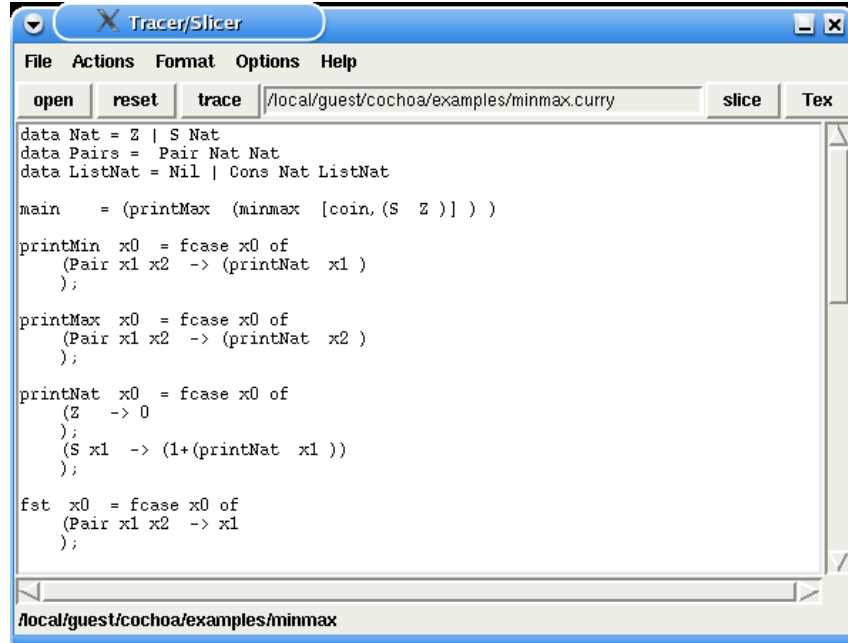 Tracer/Slicer
File Actions Format Options Help
open reset trace /local/guest/cochoa/examples/minmax.curry slice Tex
data Nat = Z | S Nat
data Pairs =  Pair Nat Nat
data ListNat = Nil | Cons Nat ListNat
main    = (printMax  (minmax  [coin,(S  Z )] ) )
printMin  x0  = fcase x0 of
    (Pair x1 x2  -> (printNat  x1 )
    );
printMax  x0  = fcase x0 of
    (Pair x1 x2  -> (printNat  x2 )
    );
printNat  x0  = fcase x0 of
    (Z   -> 0
    );
    (S x1  -> (1+(printNat  x1 ))
    );
fst  x0  = fcase x0 of
    (Pair x1 x2  -> x1
    );
/local/guest/cochoa/examples/minmax